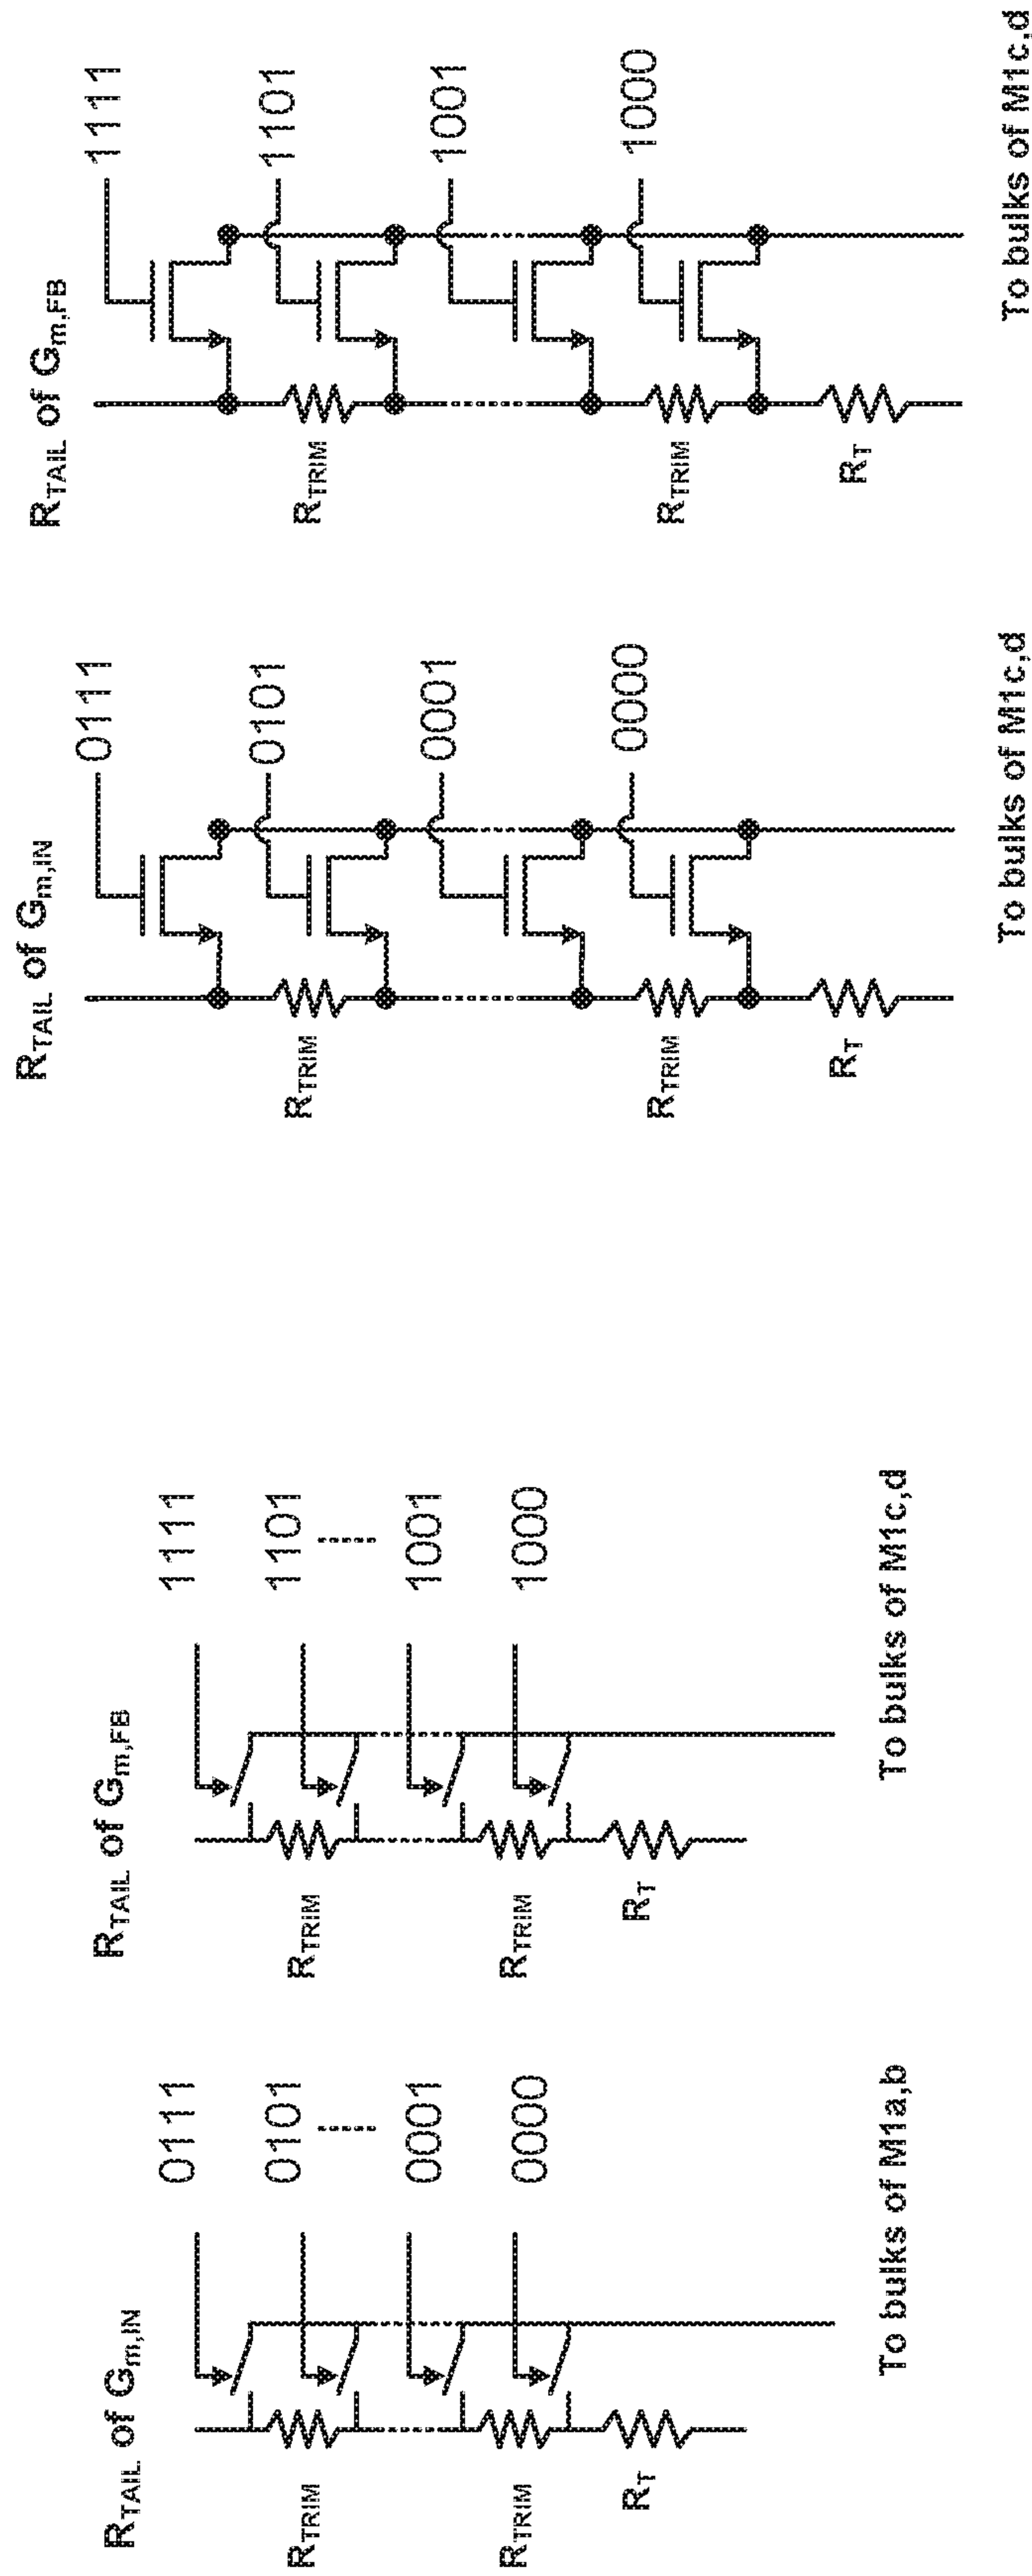 R_TAIL of G_m,IN
0111
0101
0001
0000
R_TRIM
R_TRIM
R_T
To bulks of M1a,b
R_TAIL of G_m,FB
1111
1101
1001
1000
R_TRIM
R_TRIM
R_T
To bulks of M1c,d
R_TAIL of G_m,IN
0111
0101
0001
0000
R_TRIM
R_TRIM
R_T
To bulks of M1c,d
R_TAIL of G_m,FB
1111
1101
1001
1000
R_TRIM
R_TRIM
R_T
To bulks of M1c,d